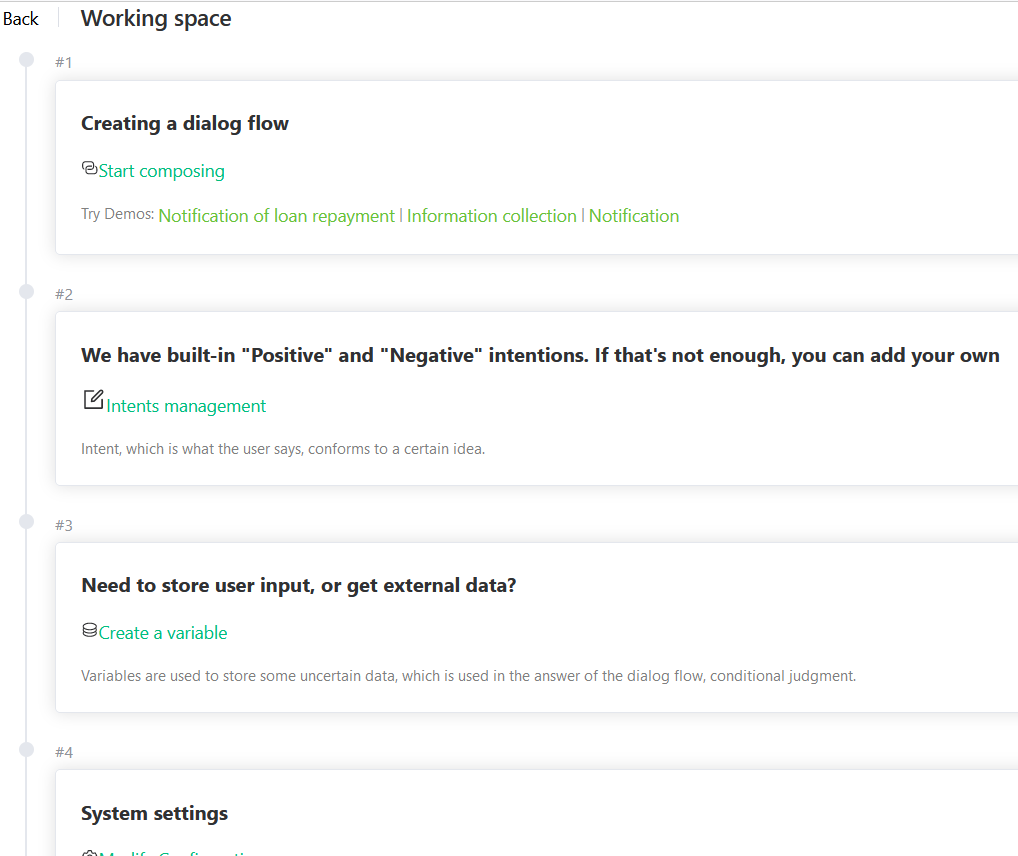 Back
Working space
#1
Creating a dialog flow
Start composing
Try Demos: Notification of loan repayment | Information collection | Notification
#2
We have built-in "Positive" and "Negative" intentions. If that's not enough, you can add your own
Intents management
Intent, which is what the user says, conforms to a certain idea.
#3
Need to store user input, or get external data?
Create a variable
Variables are used to store some uncertain data, which is used in the answer of the dialog flow, conditional judgment.
#4
System settings